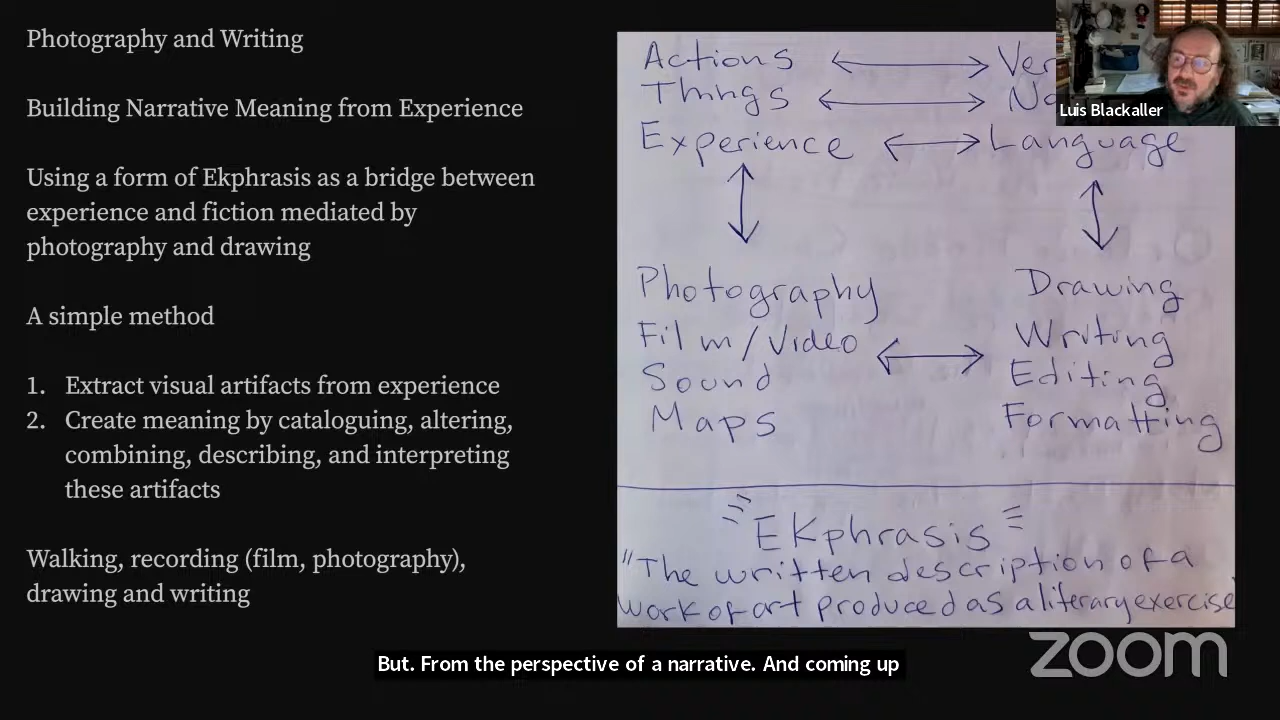 Photography and Writing
Building Narrative Meaning from Experience
Using a form of Ekphrasis as a bridge between
experience and fiction mediated by
photography and drawing
A simple method
1. Extract visual artifacts from experience
2. Create meaning by cataloguing, altering,
combining, describing, and interpreting
these artifacts
Walking, recording (film, photography),
drawing and writing
Actions
Things
Experience Language
Photography
Film/Video
Sound
Maps
Drawing
Writing
Editing
Formatting
Ekphrasis
"The written description of a
work of art produced as a literary exercise
Luis Blackaller
But. From the perspective of a narrative. And coming up
zoom